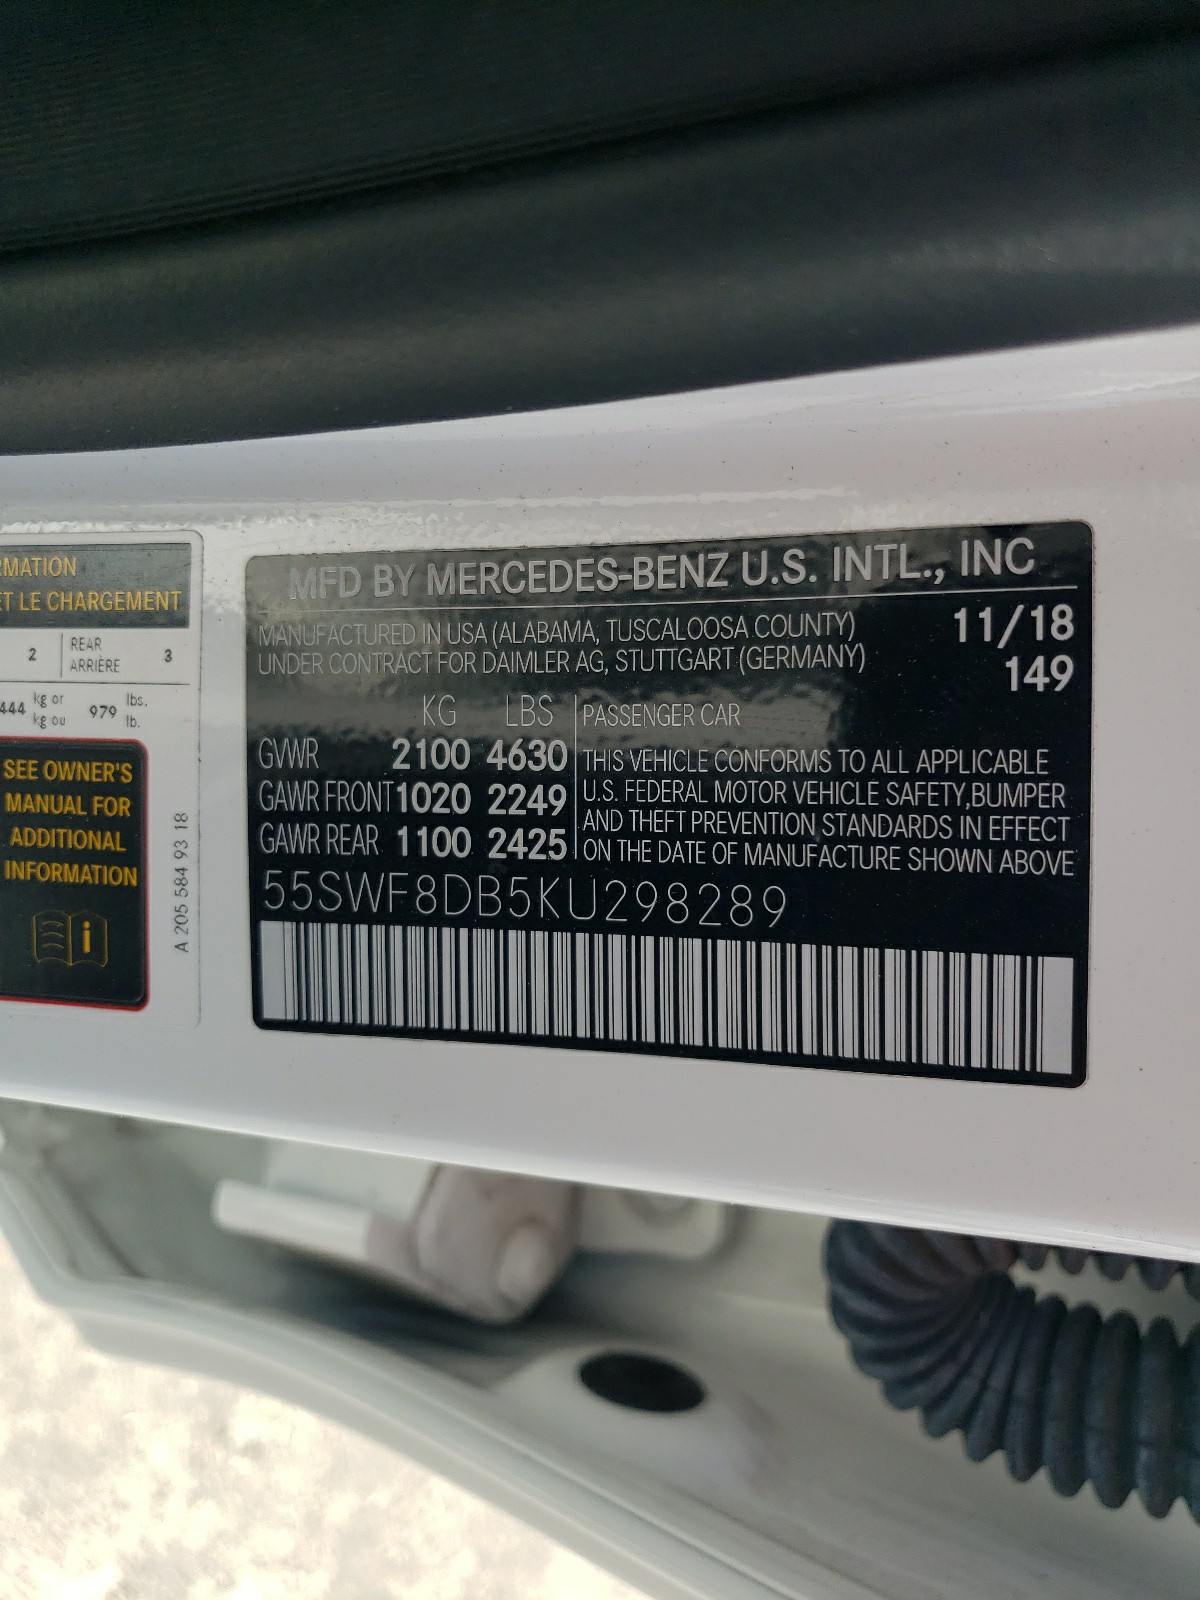 RMATION
ET LE CHARGEMENT
2 REAR ARRIÈRE 3
444 kg or kg ou 979 lbs. lb.
SEE OWNER'S
MANUAL FOR
ADDITIONAL
INFORMATION
i
A 205 584 93 18
MFD BY MERCEDES-BENZ U.S. INTL., INC
MANUFACTURED IN USA (ALABAMA, TUSCALOOSA COUNTY) 11/18
UNDER CONTRACT FOR DAIMLER AG, STUTTGART (GERMANY) 149
KG LBS PASSENGER CAR
GVWR 2100 4630 THIS VEHICLE CONFORMS TO ALL APPLICABLE
U.S. FEDERAL MOTOR VEHICLE SAFETY,BUMPER
GAWR FRONT 1020 2249 AND THEFT PREVENTION STANDARDS IN EFFECT
GAWR REAR 1100 2425 ON THE DATE OF MANUFACTURE SHOWN ABOVE
55SWF8DB5KU298289